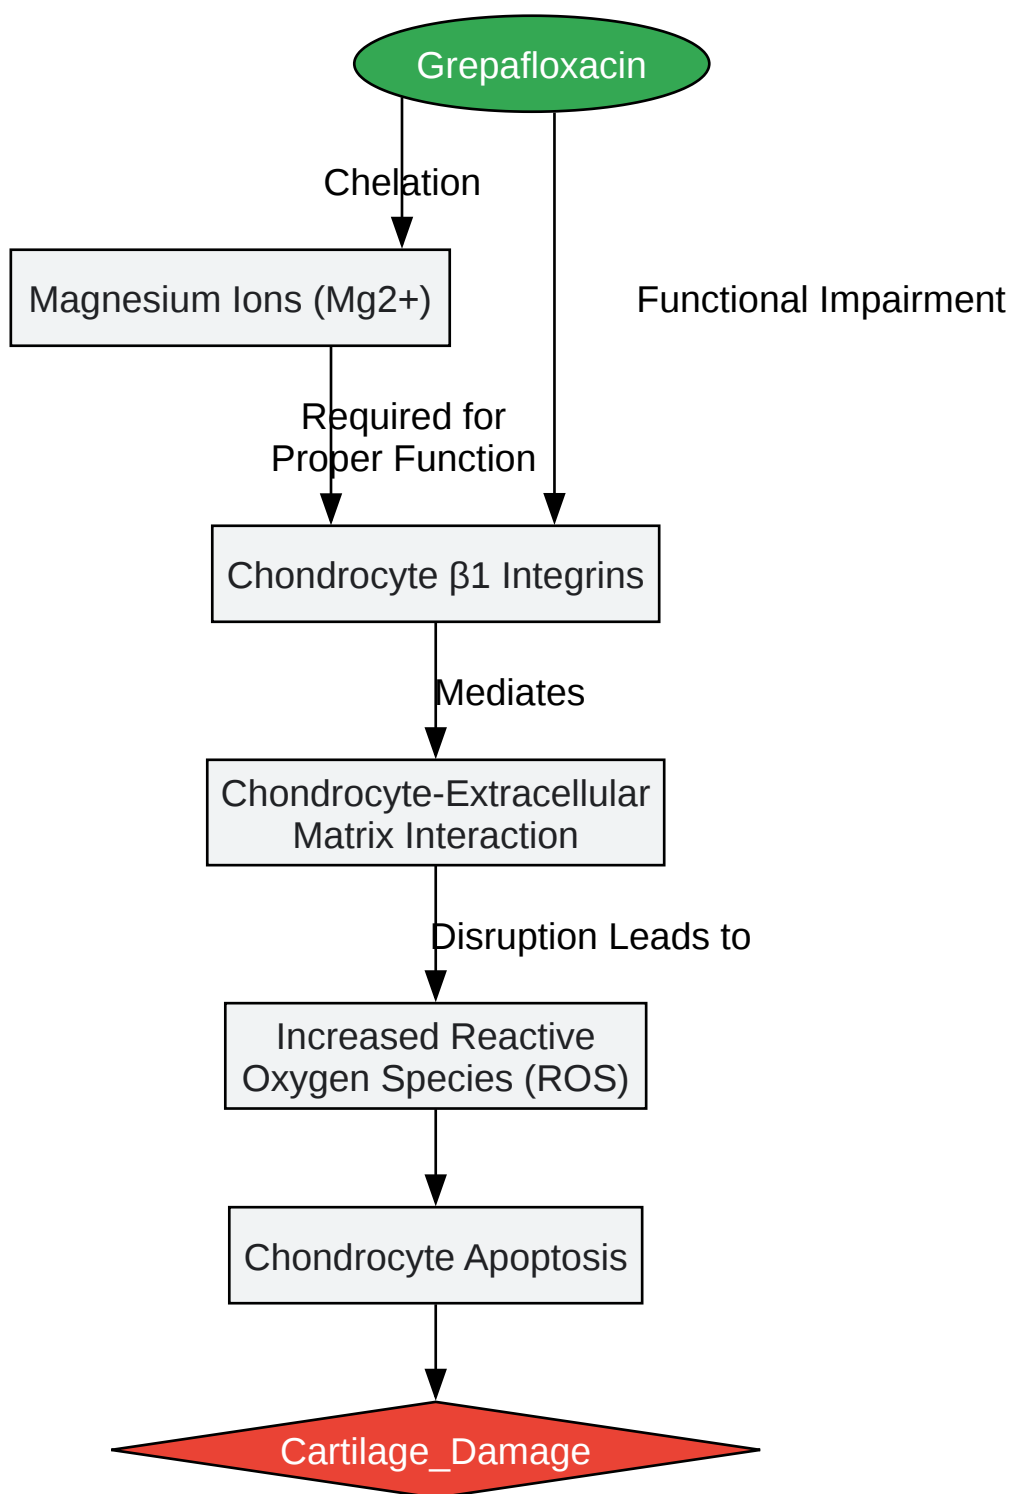 Grepafloxacin
Chelation
Magnesium Ions (Mg2+)
Functional Impairment
Required for
Proper Function
Chondrocyte β1 Integrins
Mediates
Chondrocyte-Extracellular
Matrix Interaction
Disruption Leads to
Increased Reactive
Oxygen Species (ROS)
Chondrocyte Apoptosis
Cartilage_Damage